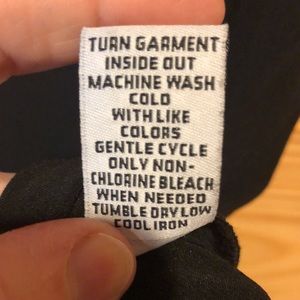 TURN GARMENT
INSIDE OUT
MACHINE WASH
COLD
WITH LIKE
COLORS
GENTLE CYCLE
ONLY NON-
CHLORINE BLEACH
WHEN NEEDED
TUMBLE DRY LOW
COOL IRON